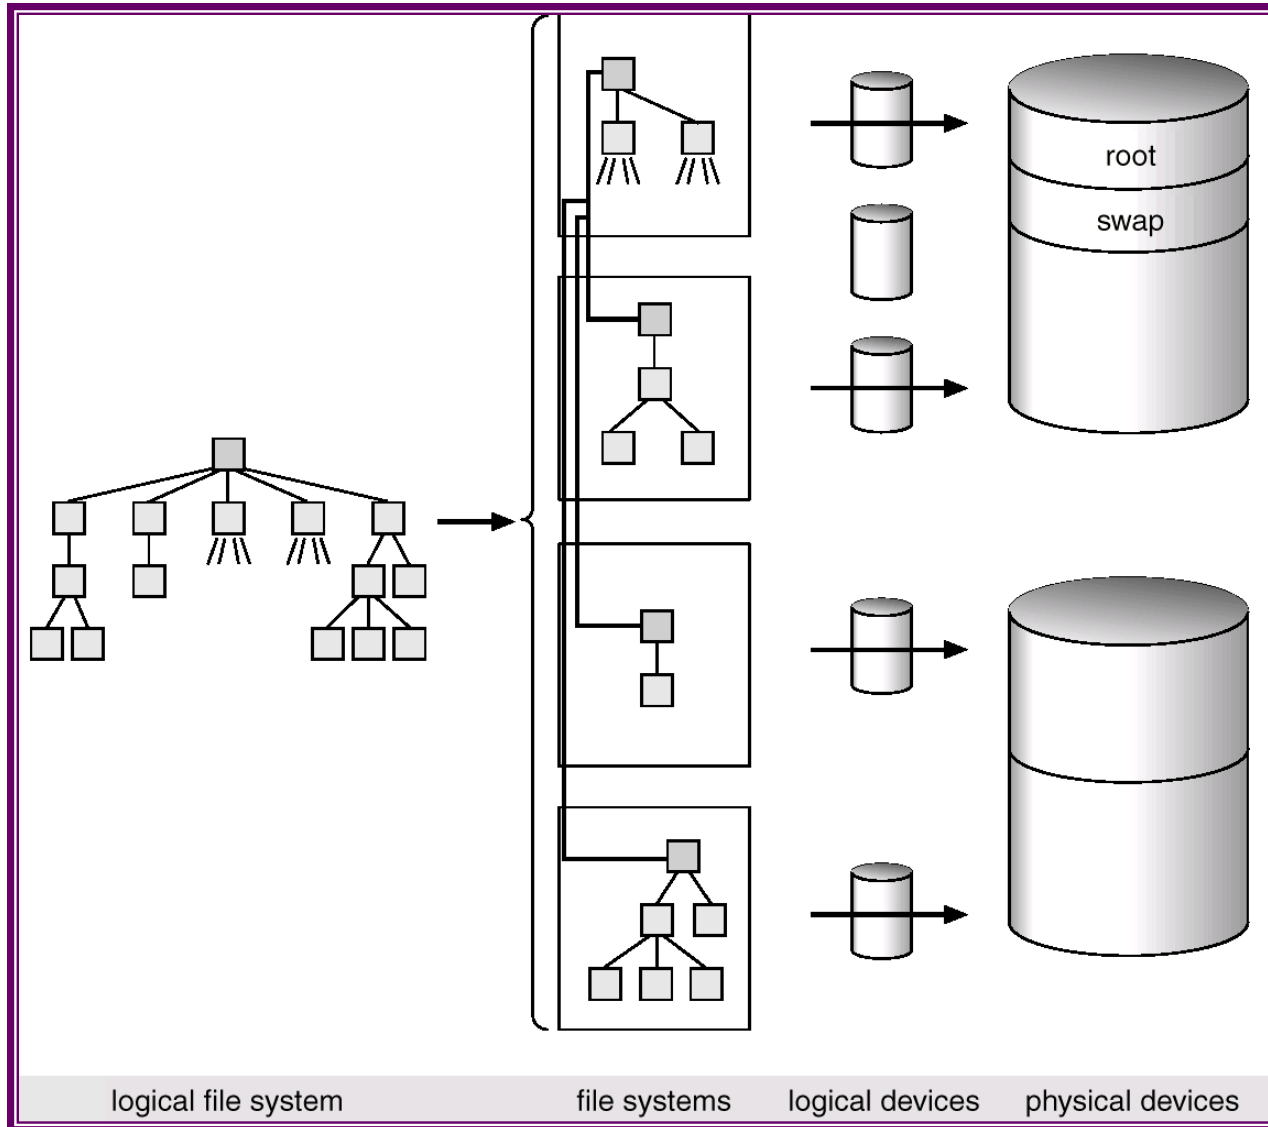 root
swap
logical file system
file systems
logical devices
physical devices